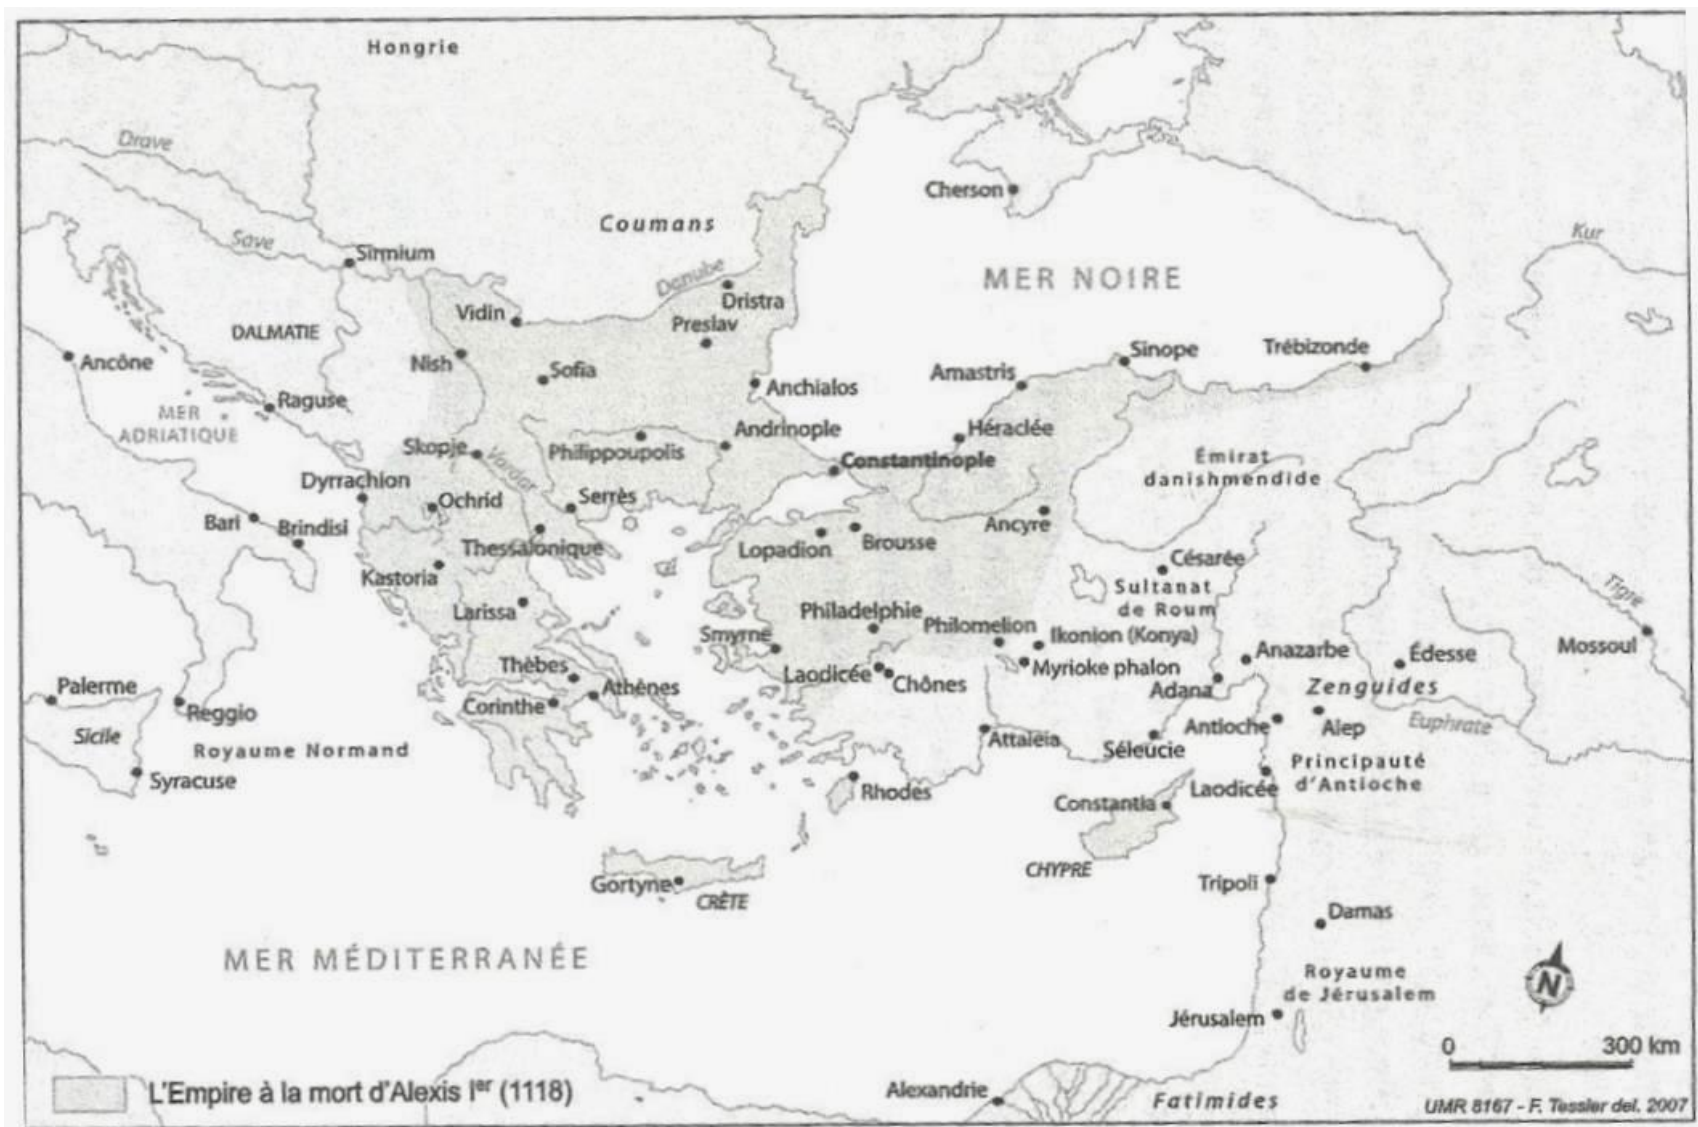 Hongrie
Drave
Cherson
Coumans
Kur
Save
Sirmium
MER NOIRE
Danube
Dristra
Vidin
Preslav
DALMATIE
Nish
Sofia
Ancône
Anchialos
Amastris
Sinope
Trébizonde
Raguse
MER
ADRIATIQUE
Andrinople
Héraclée
Skopje
Vardar
Philippoupolis
Constantinople
Émirat
danishmendide
Dyrrachion
Ochrid
Serrès
Bari
Brindisi
Ancyre
Thessalonique
Lopadion
Brousse
Césarée
Kastoria
Sultanat
de Roum
Tigre
Larissa
Philadelphie
Philomelion
Smyrne
Ikonion (Konya)
Anazarbe
Édesse
Mossoul
Thèbes
Laodicée
Chônes
Myrioke phalon
Palerme
Athènes
Adana
Zenguides
Corinthe
Reggio
Antioche
Alep
Euphrate
Sicile
Royaume Normand
Attaleia
Séleucie
Syracuse
Principauté
d'Antioche
Rhodes
Constantia
Laodicée
CHYPRE
Gortyne
CRÈTE
Tripoli
Damas
MER MÉDITERRANÉE
Royaume
de Jérusalem
N
Jérusalem
0 300 km
L'Empire à la mort d'Alexis Ier (1118)
Alexandrie
Fatimides
UMR 8167 - F. Tessier del. 2007